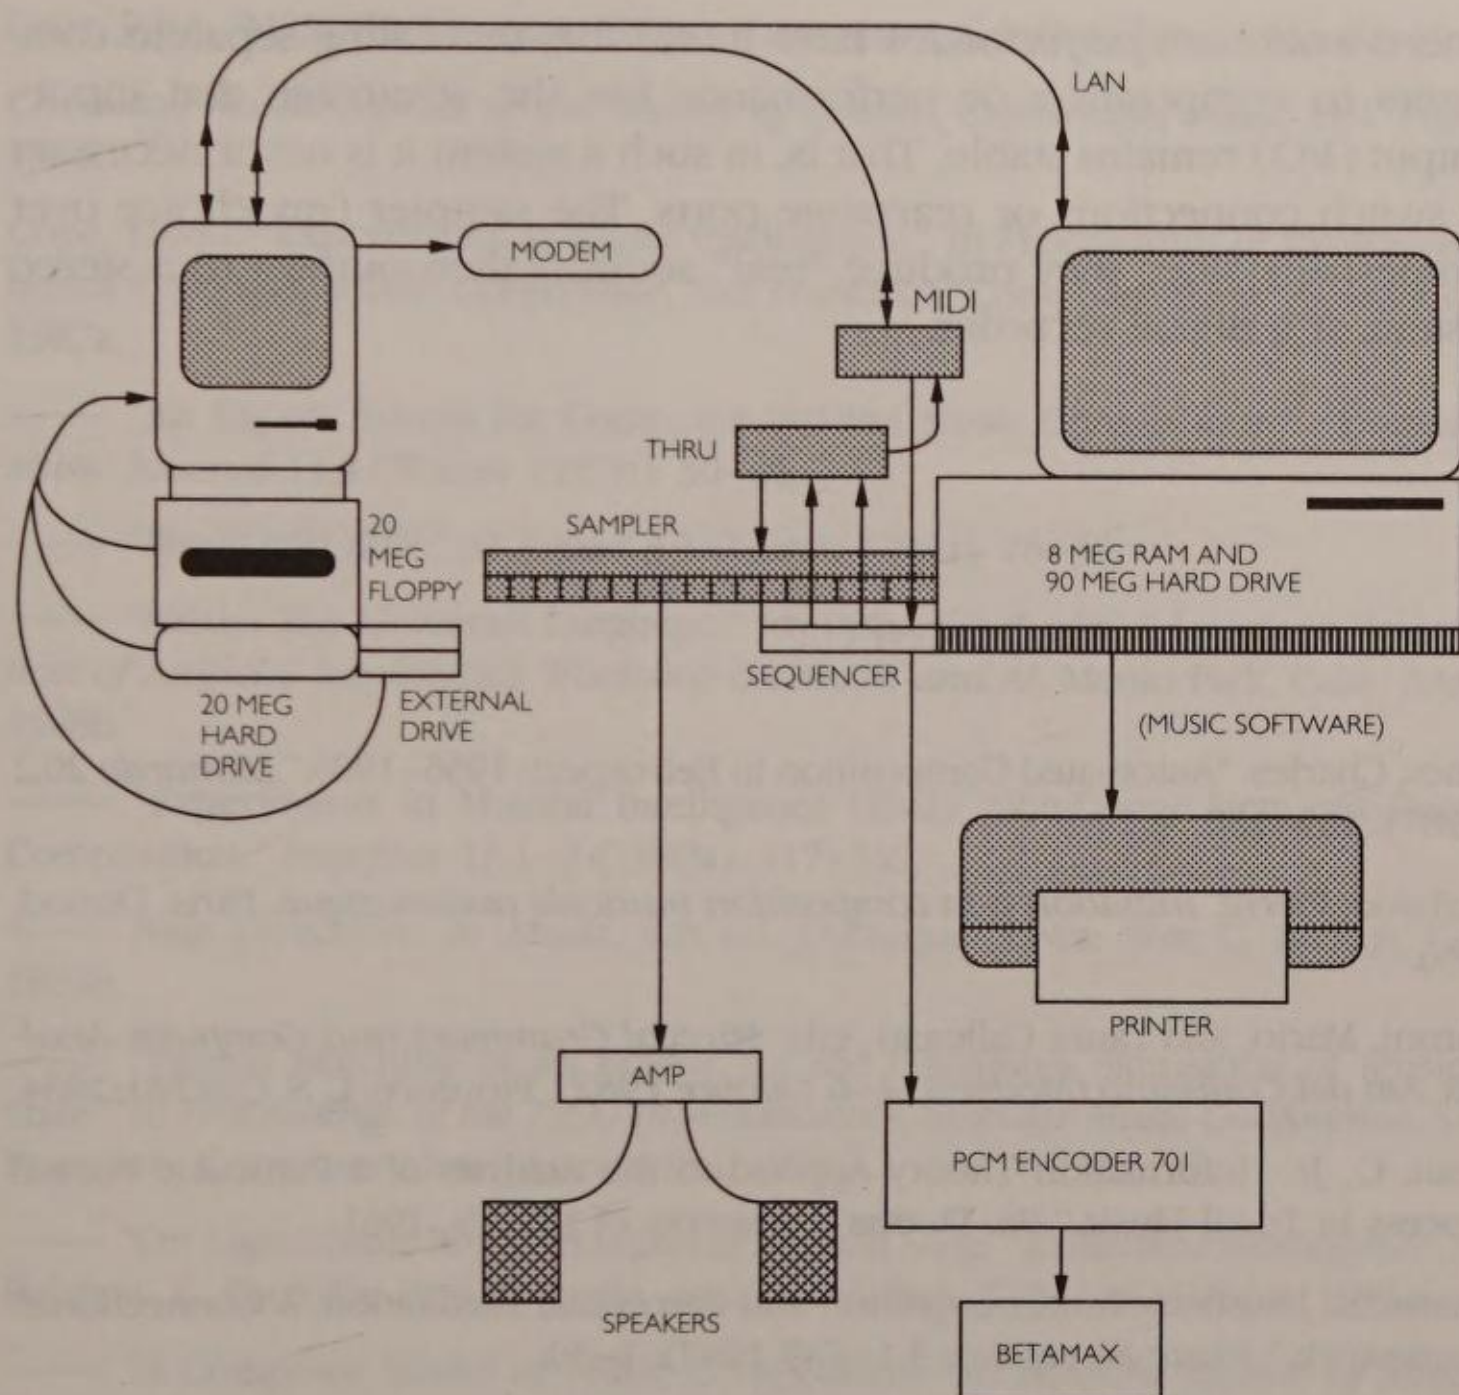 LAN
MODEM
MIDI
THRU
20
MEG
FLOPPY
SAMPLER
8 MEG RAM AND
90 MEG HARD DRIVE
SEQUENCER
20 MEG
HARD
DRIVE
EXTERNAL
DRIVE
(MUSIC SOFTWARE)
PRINTER
AMP
PCM ENCODER 701
SPEAKERS
BETAMAX